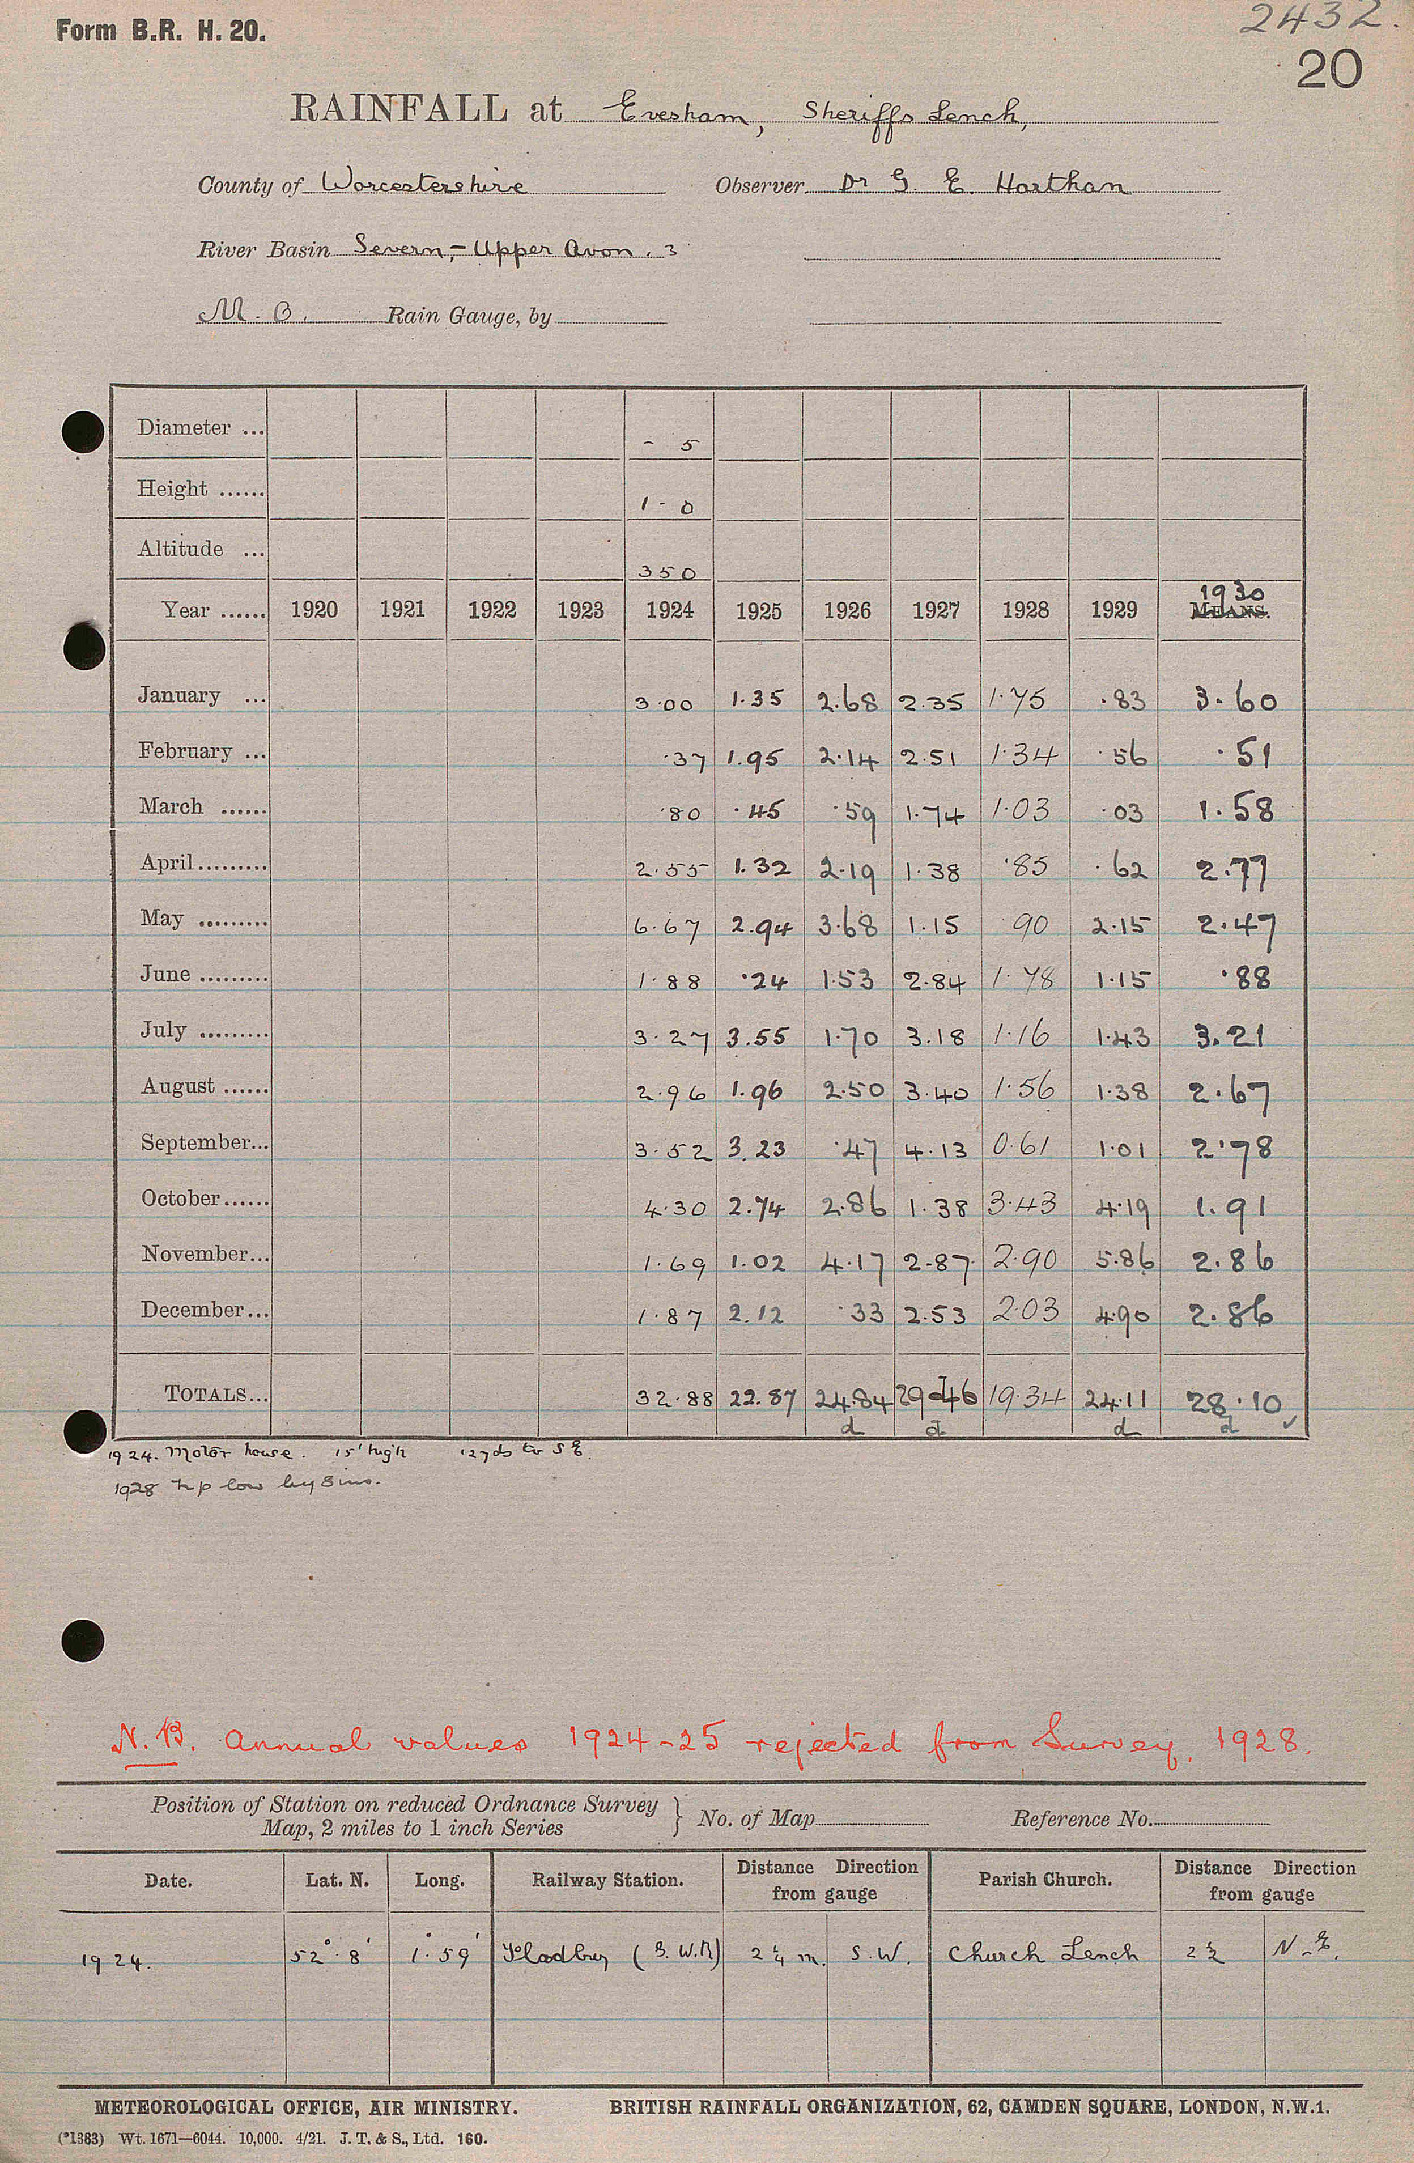 Form B.R. H. 20.
2432.
20
RAINFALL at Evesham, Sheriffs Lench,
County of Worcestershire Observer Dr G. E. Harthan
River Basin Severn,- Upper Avon. 3
M. O. Rain Gauge, by
Diameter ... - 5
Height ...... 1 - 0
Altitude ... 350
Year ...... 1920 1921 1922 1923 1924 1925 1926 1927 1928 1929 1930 MEANS.
January ... 3.00 1.35 2.68 2.35 1.75 .83 3.60
February ... .37 1.95 2.14 2.51 1.34 .56 .51
March ...... .80 .45 .59 1.74 1.03 .03 1.58
April ......... 2.55 1.32 2.19 1.38 .85 .62 2.77
May ......... 6.67 2.94 3.68 1.15 90 2.15 2.47
June ......... 1.88 .24 1.53 2.84 1.78 1.15 .88
July ......... 3.27 3.55 1.70 3.18 1.16 1.43 3.21
August ...... 2.96 1.96 2.50 3.40 1.56 1.38 2.67
September... 3.52 3.23 .47 4.13 0.61 1.01 2.78
October ...... 4.30 2.74 2.86 1.38 3.43 4.19 1.91
November... 1.69 1.02 4.17 2.87 2.90 5.86 2.86
December... 1.87 2.12 .33 2.53 2.03 4.90 2.86
TOTALS... 32.88 22.87 24.84 29.46 19.34 24.11 28.10
d d d d
1924. Motor house. 15' high 12 yds to S E.
1928 low by 8 ins.
N.B. Annual values 1924-25 rejected from Survey. 1928.
Position of Station on reduced Ordnance Survey
Map, 2 miles to 1 inch Series } No. of Map Reference No.
Date. Lat. N. Long. Railway Station. Distance Direction from gauge Parish Church. Distance Direction from gauge
1924. 52° 8' 1° 59' Fladbury (G.W.R) 2¼ m. S.W. Church Lench 2½ N.E.
METEOROLOGICAL OFFICE, AIR MINISTRY. BRITISH RAINFALL ORGANIZATION, 62, CAMDEN SQUARE, LONDON, N.W.1.
(*1383) Wt. 1671—6044. 10,000. 4/21. J. T. & S., Ltd. 160.